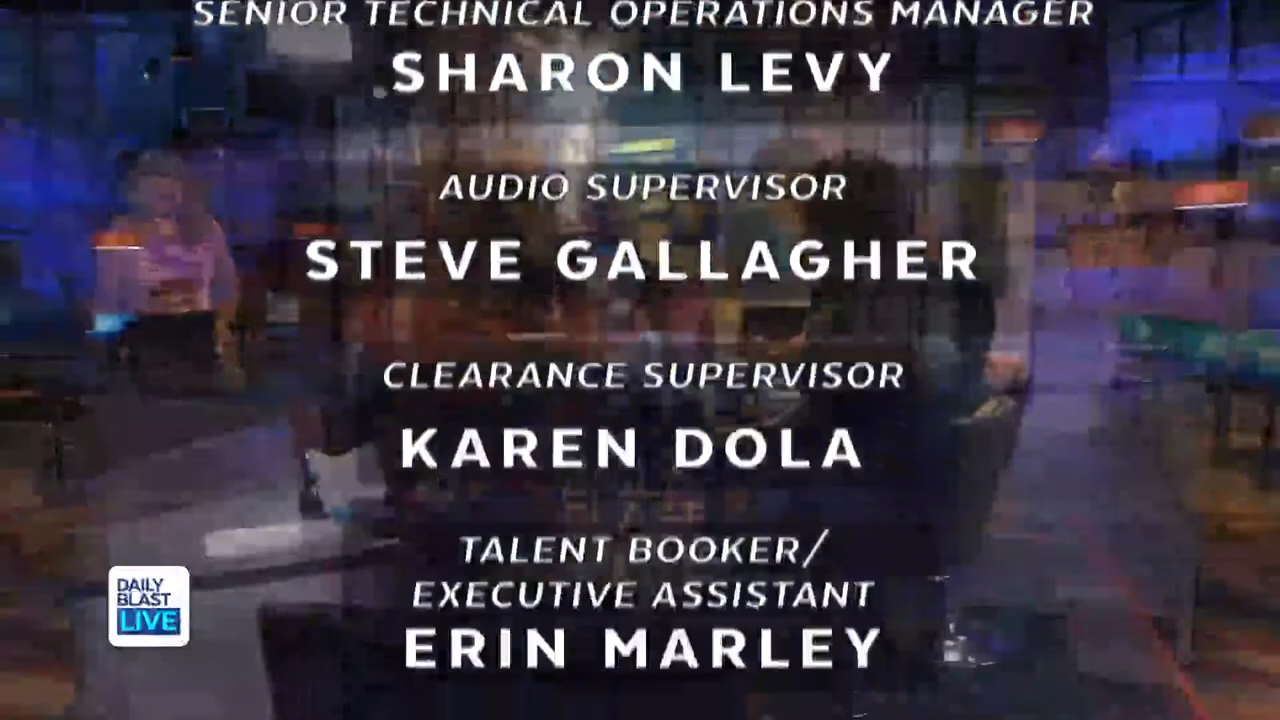 SENIOR TECHNICAL OPERATIONS MANAGER
SHARON LEVY
AUDIO SUPERVISOR
STEVE GALLAGHER
CLEARANCE SUPERVISOR
KAREN DOLA
TALENT BOOKER/
EXECUTIVE ASSISTANT
ERIN MARLEY
DAILY
BLAST
LIVE